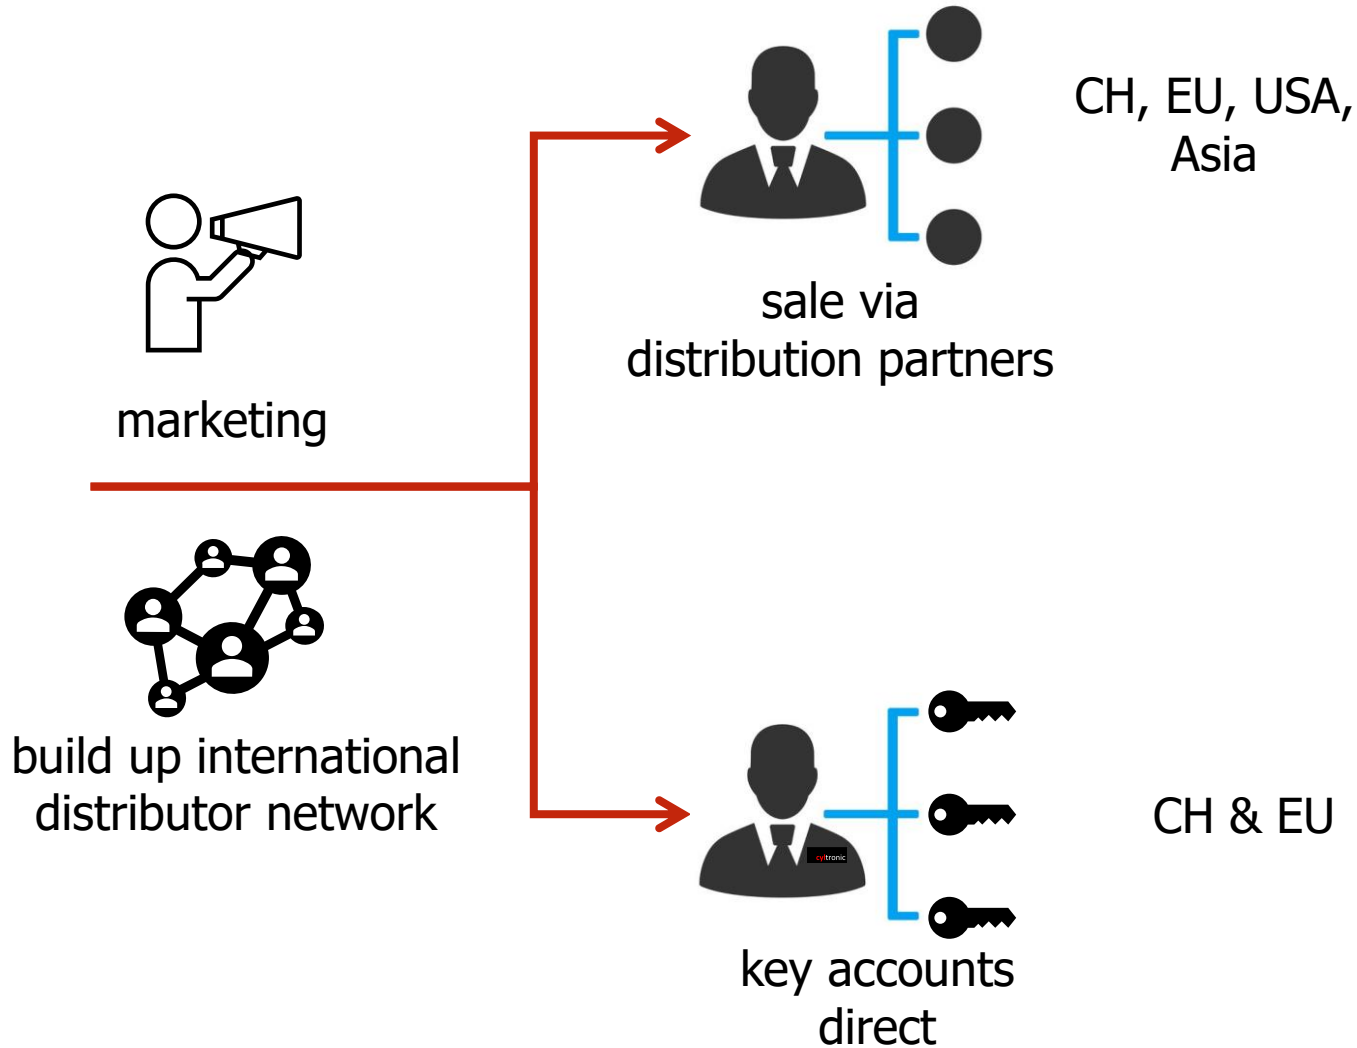 CH, EU, USA,
Asia
sale via
distribution partners
marketing
build up international
distributor network
cyltronic
CH & EU
key accounts
direct